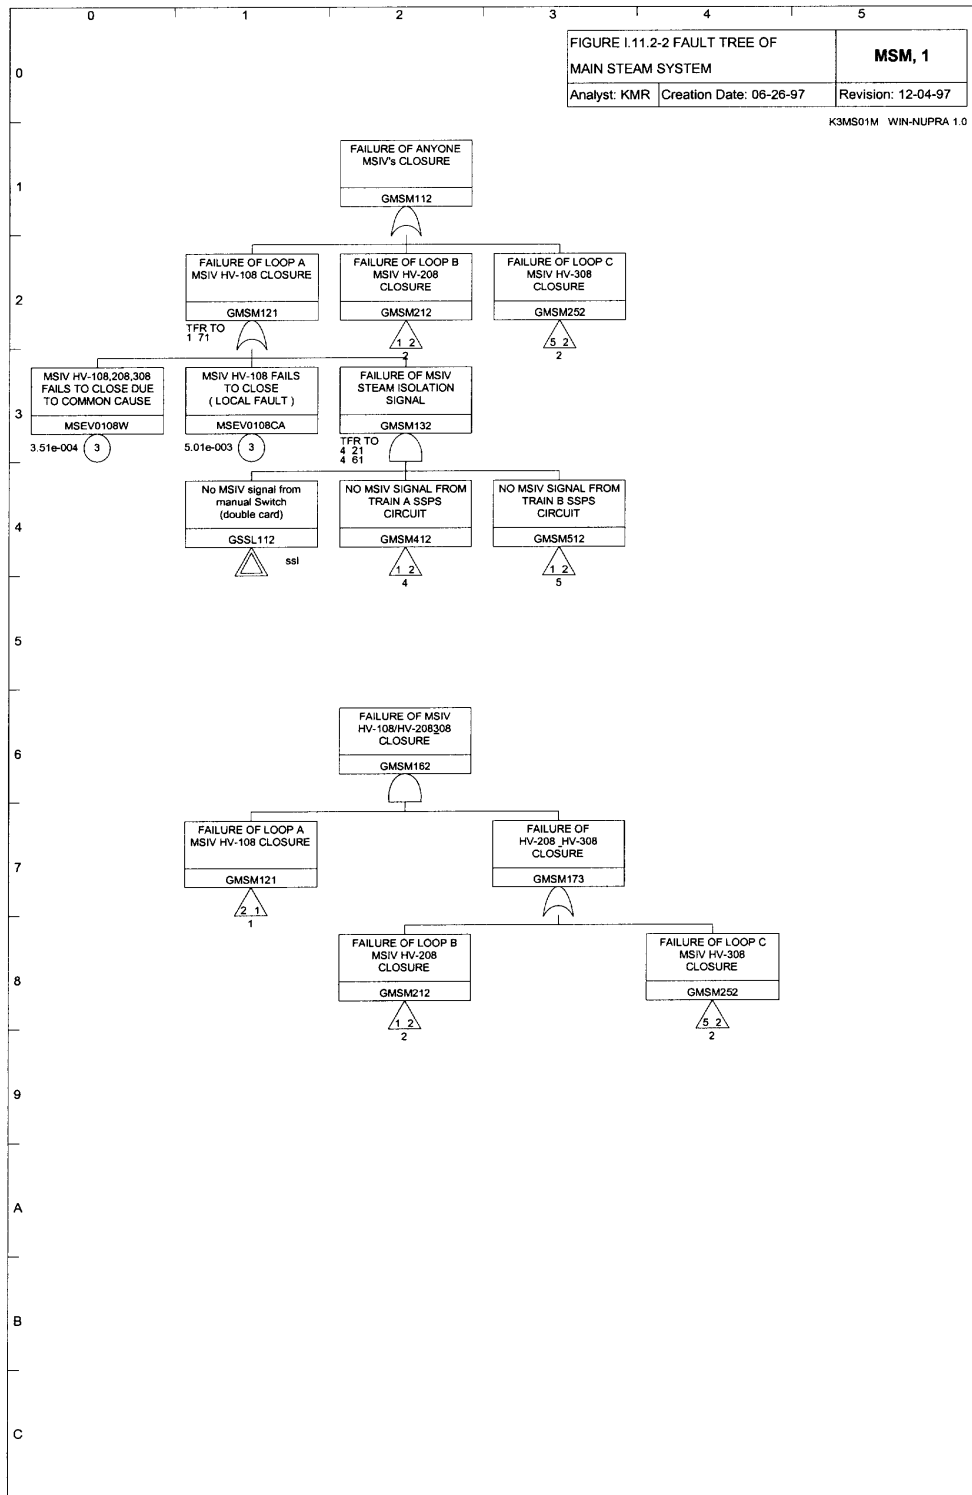 0 1 2 3 4 5
FIGURE I.11.2-2 FAULT TREE OF
MAIN STEAM SYSTEM
MSM, 1
Analyst: KMR Creation Date: 06-26-97 Revision: 12-04-97
K3MS01M WIN-NUPRA 1.0
0
FAILURE OF ANYONE
MSIV's CLOSURE
GMSM112
1
FAILURE OF LOOP A
MSIV HV-108 CLOSURE
GMSM121
TFR TO
1 71
FAILURE OF LOOP B
MSIV HV-208
CLOSURE
GMSM212
1 2
2
FAILURE OF LOOP C
MSIV HV-308
CLOSURE
GMSM252
5 2
2
2
MSIV HV-108,208,308
FAILS TO CLOSE DUE
TO COMMON CAUSE
MSEV0108W
3.51e-004 3
MSIV HV-108 FAILS
TO CLOSE
( LOCAL FAULT )
MSEV0108CA
5.01e-003 3
FAILURE OF MSIV
STEAM ISOLATION
SIGNAL
GMSM132
TFR TO
4 21
4 61
3
No MSIV signal from
manual Switch
(double card)
GSSL112
ssl
NO MSIV SIGNAL FROM
TRAIN A SSPS
CIRCUIT
GMSM412
1 2
4
NO MSIV SIGNAL FROM
TRAIN B SSPS
CIRCUIT
GMSM512
1 2
5
4
5
FAILURE OF MSIV
HV-108/HV-208308
CLOSURE
GMSM162
6
FAILURE OF LOOP A
MSIV HV-108 CLOSURE
GMSM121
2 1
1
FAILURE OF
HV-208 _HV-308
CLOSURE
GMSM173
7
FAILURE OF LOOP B
MSIV HV-208
CLOSURE
GMSM212
1 2
2
FAILURE OF LOOP C
MSIV HV-308
CLOSURE
GMSM252
5 2
2
8
9
A
B
C